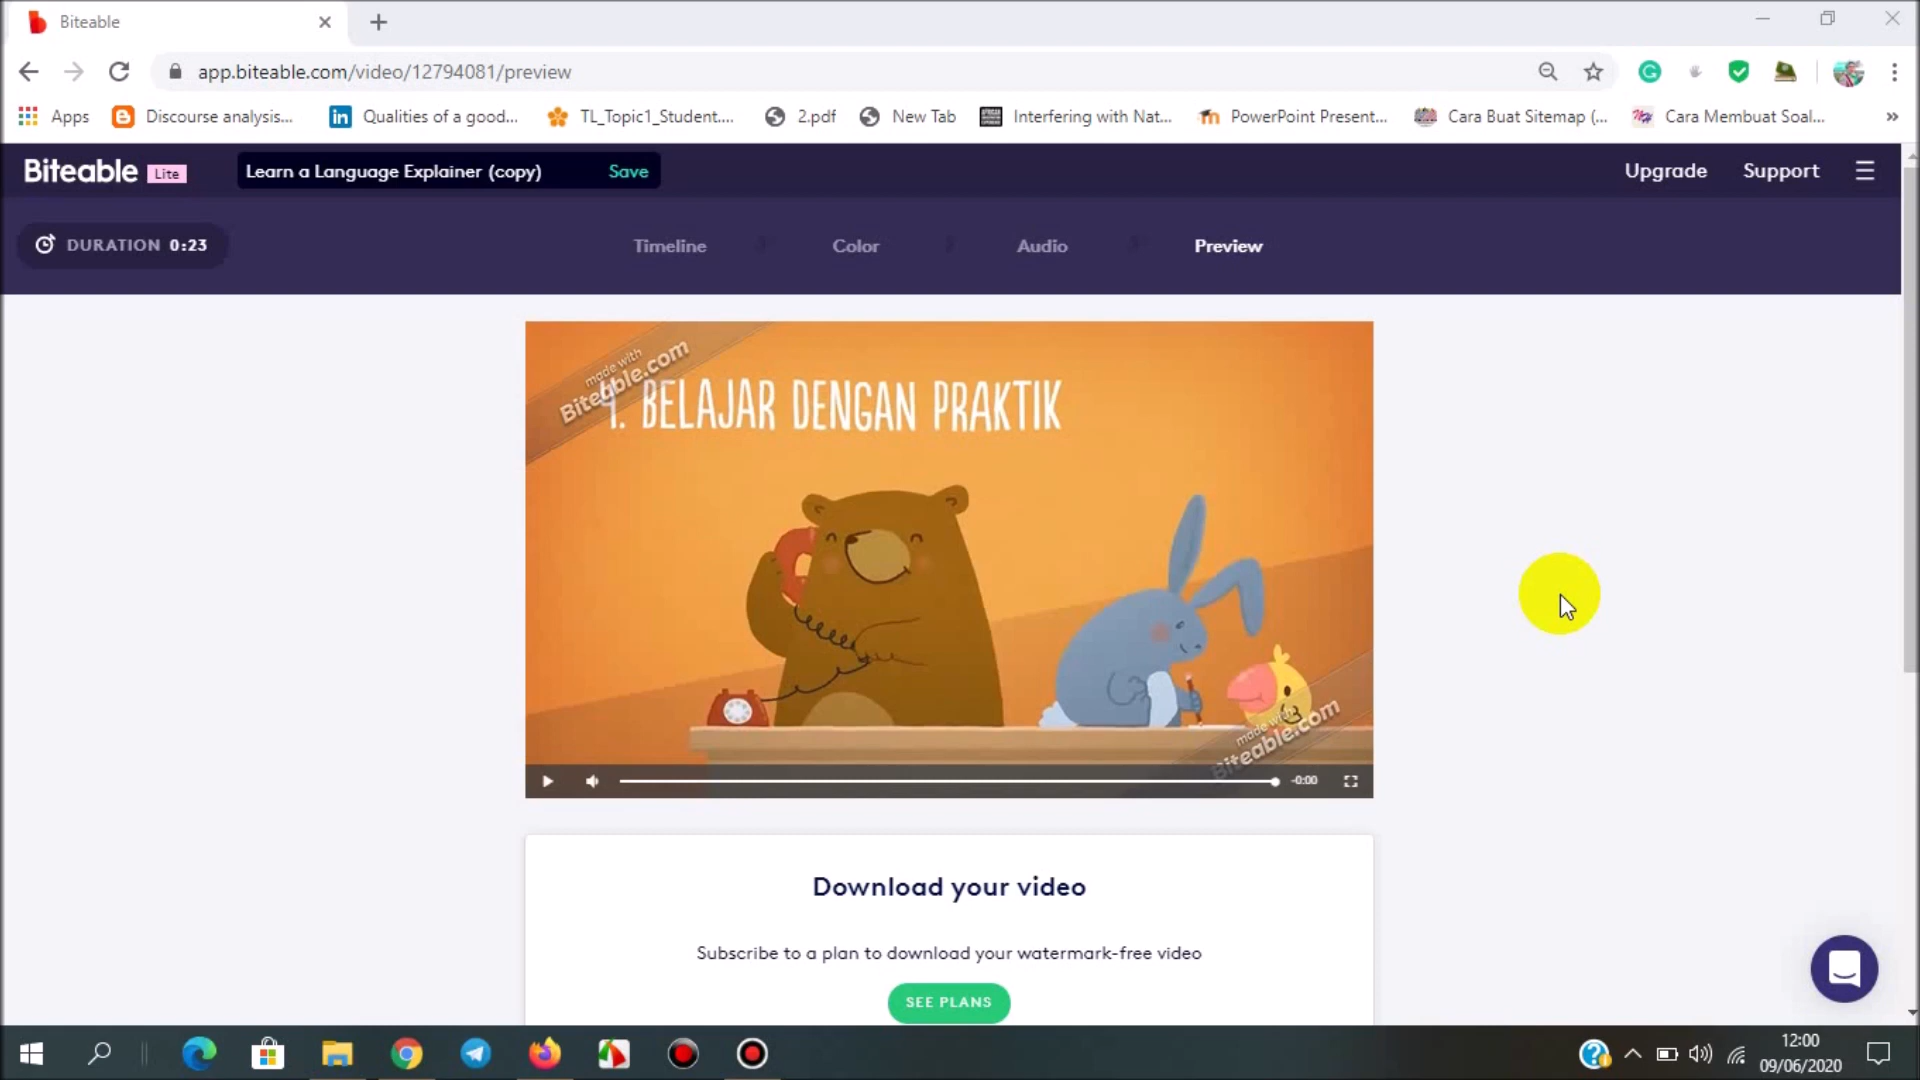 Biteable
app.biteable.com/video/12794081/preview
Apps
Discourse analysis...
Qualities of a good...
TL_Topic1_Student....
2.pdf
New Tab
Interfering with Nat...
PowerPoint Present...
Cara Buat Sitemap (...
Cara Membuat Soal...
»
Biteable Lite
Learn a Language Explainer (copy)
Save
Upgrade
Support
DURATION 0:23
Timeline
Color
Audio
Preview
made with
Biteable.com
4. BELAJAR DENGAN PRAKTIK
made with
Biteable.com
-0:00
Download your video
Subscribe to a plan to download your watermark-free video
SEE PLANS
12:00
09/06/2020